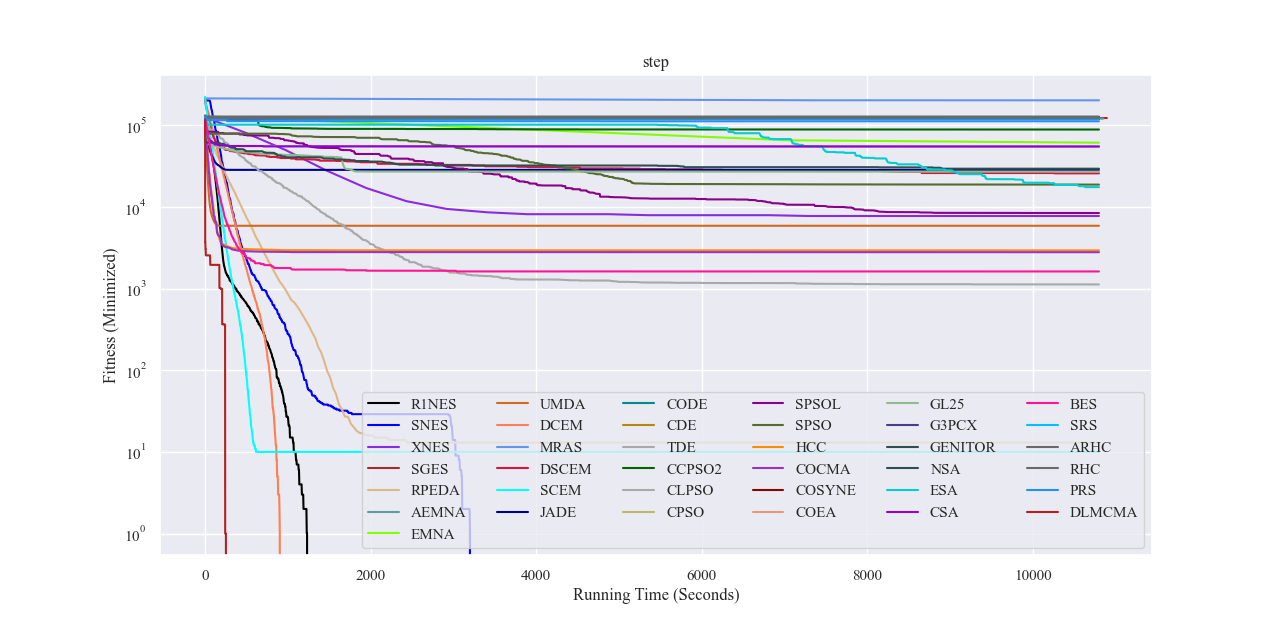 step
Fitness (Minimized)
10^5
10^4
10^3
10^2
10^1
10^0
R1NES UMDA CODE SPSOL GL25 BES
SNES DCEM CDE SPSO G3PCX SRS
XNES MRAS TDE HCC GENITOR ARHC
SGES DSCEM CCPSO2 COCMA NSA RHC
RPEDA SCEM CLPSO COSYNE ESA PRS
AEMNA JADE CPSO COEA CSA DLMCMA
EMNA
0 2000 4000 6000 8000 10000
Running Time (Seconds)